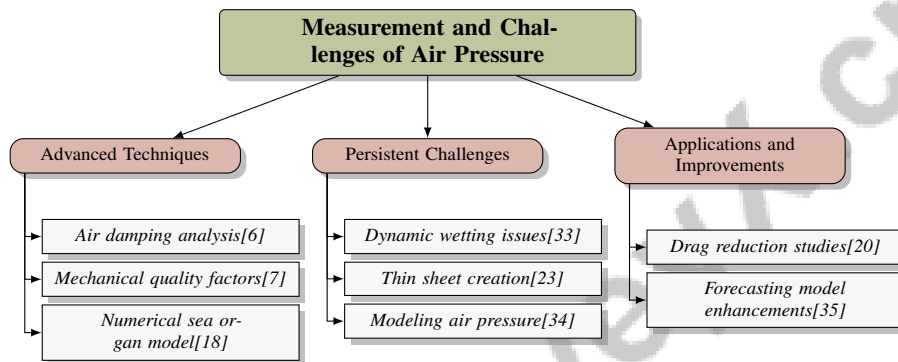 Measurement and Chal-
lenges of Air Pressure
Advanced Techniques
Persistent Challenges
Applications and
Improvements
Air damping analysis[6]
Mechanical quality factors[7]
Numerical sea or-
gan model[18]
Dynamic wetting issues[33]
Thin sheet creation[23]
Modeling air pressure[34]
Drag reduction studies[20]
Forecasting model
enhancements[35]